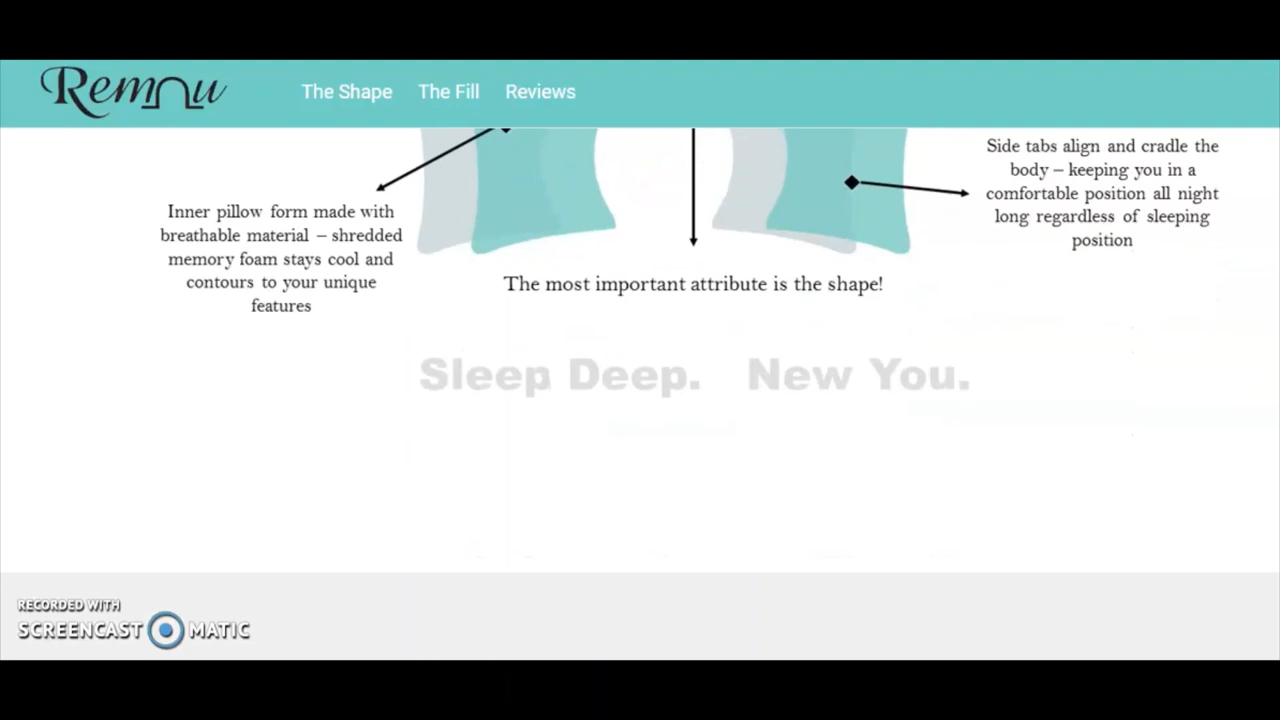 Remnu
The Shape
The Fill
Reviews
Side tabs align and cradle the
body – keeping you in a
comfortable position all night
long regardless of sleeping
position
Inner pillow form made with
breathable material – shredded
memory foam stays cool and
contours to your unique
features
The most important attribute is the shape!
Sleep Deep. New You.
RECORDED WITH
SCREENCAST MATIC